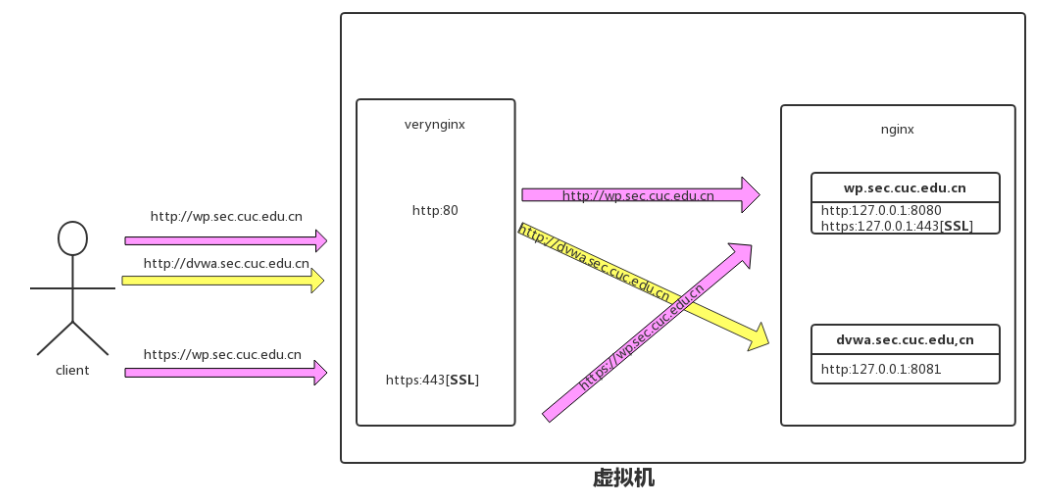 verynginx
nginx
http:80
http://wp.sec.cuc.edu.cn
wp.sec.cuc.edu.cn
http:127.0.0.1:8080
https:127.0.0.1:443[SSL]
http://wp.sec.cuc.edu.cn
http://dvwa.sec.cuc.edu.cn
http://dvwa.sec.cuc.edu.cn
https://wp.sec.cuc.edu.cn
dvwa.sec.cuc.edu,cn
http:127.0.0.1:8081
https://wp.sec.cuc.edu.cn
client
https:443[SSL]
虚拟机